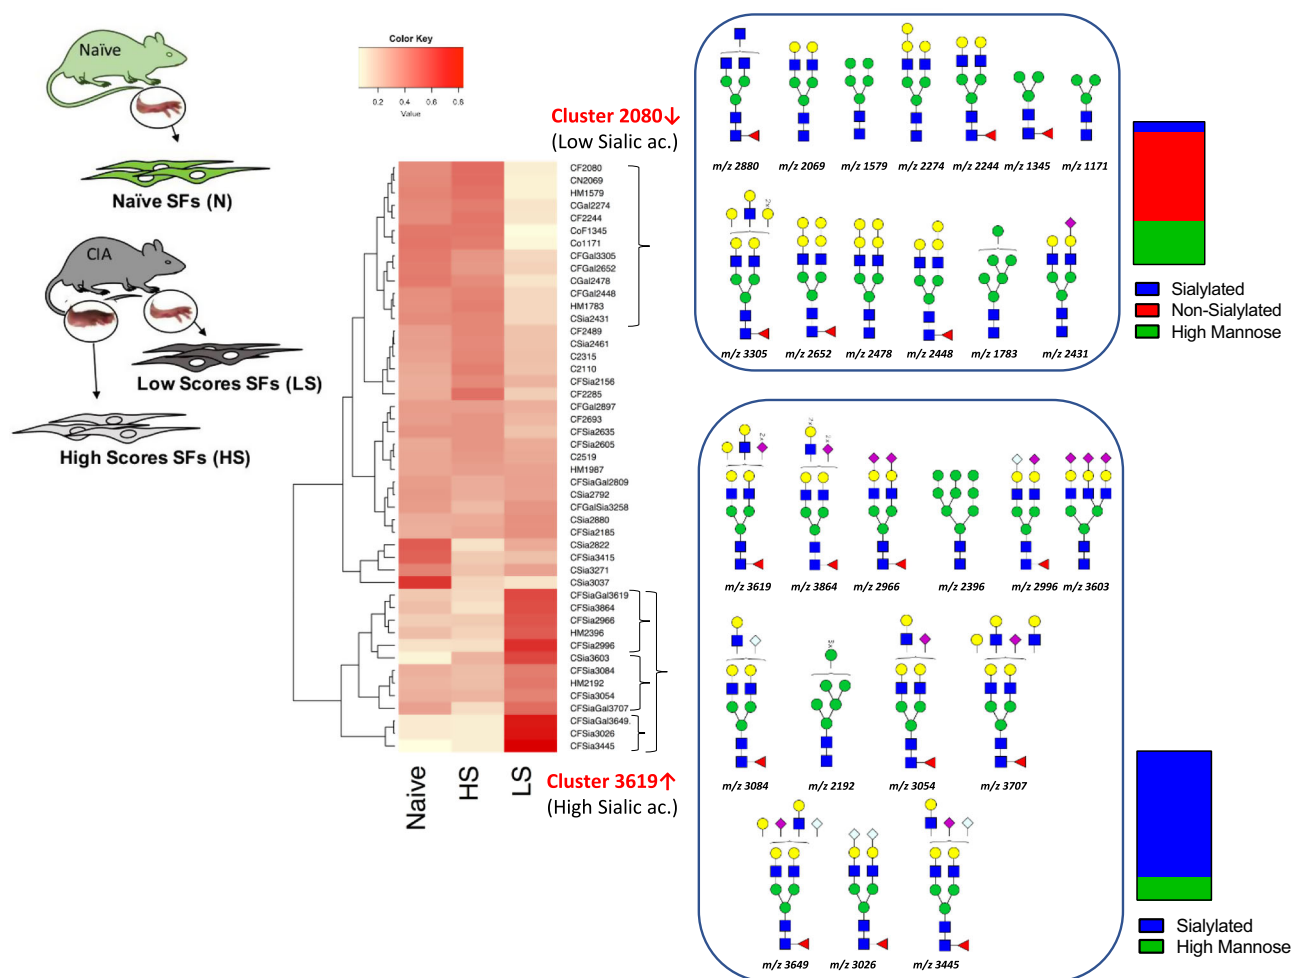 Naïve
Naïve SFs (N)
CIA
Low Scores SFs (LS)
High Scores SFs (HS)
Color Key
0.2 0.4 0.6 0.8
Value
Cluster 2080↓
(Low Sialic ac.)
CF2080
CN2069
HM1579
CGal2274
CF2244
CoF1345
Co1171
CFGal3305
CFGal2652
CGal2478
CFGal2448
HM1783
CSia2431
CF2489
CSia2461
C2315
C2110
CFSia2156
CF2285
CFGal2897
CF2693
CFSia2635
CFSia2605
C2519
HM1987
CFSiaGal2809
CSia2792
CFGalSia3258
CSia2880
CFSia2185
CSia2822
CFSia3415
CSia3271
CSia3037
CFSiaGal3619
CFSia3864
CFSia2966
HM2396
CFSia2996
CSia3603
CFSia3084
HM2192
CFSia3054
CFSiaGal3707
CFSiaGal3649.
CFSia3026
CFSia3445
Naive
HS
LS
Cluster 3619↑
(High Sialic ac.)
m/z 2880 m/z 2069 m/z 1579 m/z 2274 m/z 2244 m/z 1345 m/z 1171
2x
m/z 3305 m/z 2652 m/z 2478 m/z 2448 m/z 1783 m/z 2431
Sialylated
Non-Sialylated
High Mannose
2x
2x
2x
m/z 3619 m/z 3864 m/z 2966 m/z 2396 m/z 2996 m/z 3603
m/z 3084 m/z 2192 m/z 3054 m/z 3707
m/z 3649 m/z 3026 m/z 3445
Sialylated
High Mannose